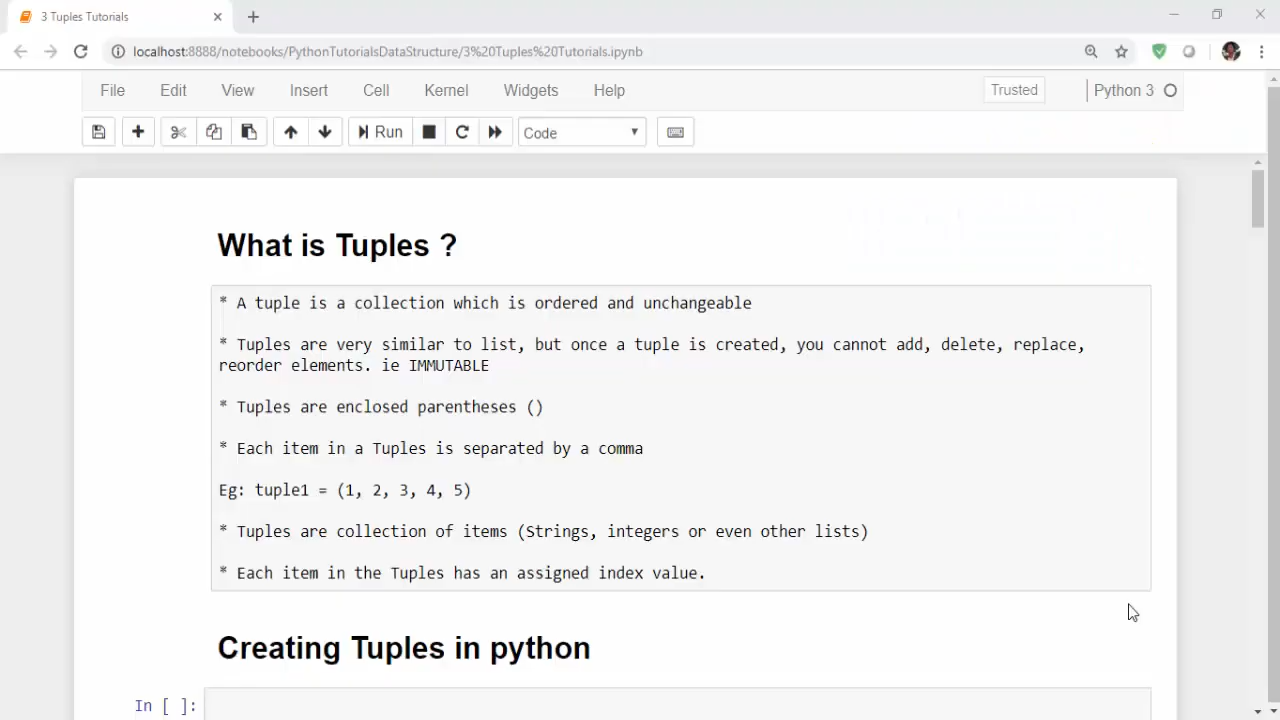 3 Tuples Tutorials
localhost:8888/notebooks/PythonTutorialsDataStructure/3%20Tuples%20Tutorials.ipynb
File Edit View Insert Cell Kernel Widgets Help Trusted Python 3
Run Code
What is Tuples ?
* A tuple is a collection which is ordered and unchangeable
* Tuples are very similar to list, but once a tuple is created, you cannot add, delete, replace,
reorder elements. ie IMMUTABLE
* Tuples are enclosed parentheses ()
* Each item in a Tuples is separated by a comma
Eg: tuple1 = (1, 2, 3, 4, 5)
* Tuples are collection of items (Strings, integers or even other lists)
* Each item in the Tuples has an assigned index value.
Creating Tuples in python
In [ ]: